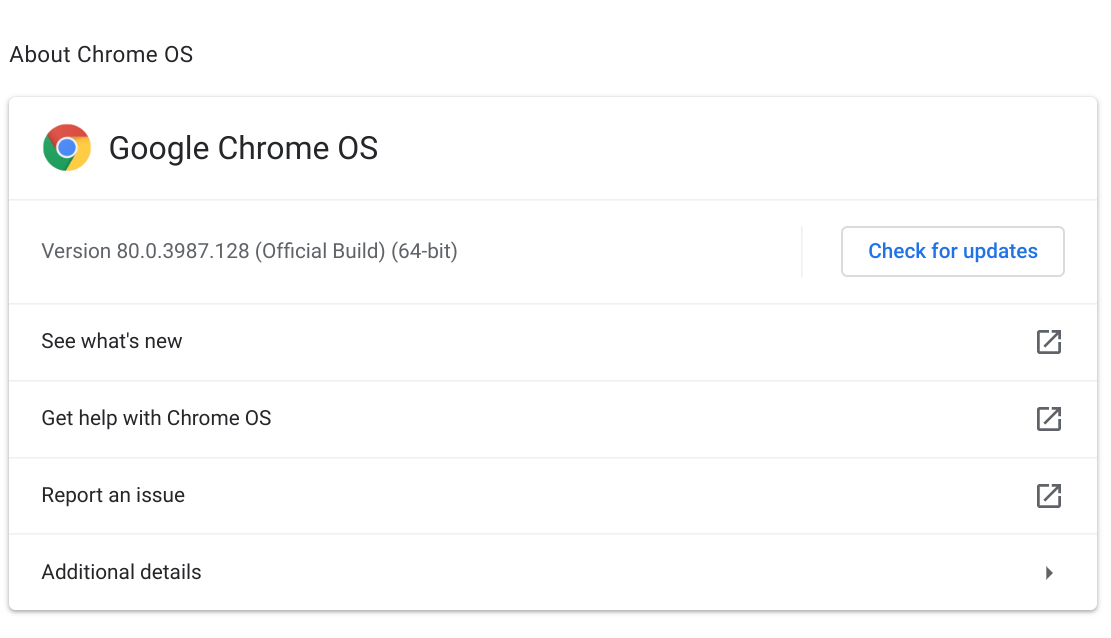 About Chrome OS
Google Chrome OS
Version 80.0.3987.128 (Official Build) (64-bit)
Check for updates
See what's new
Get help with Chrome OS
Report an issue
Additional details